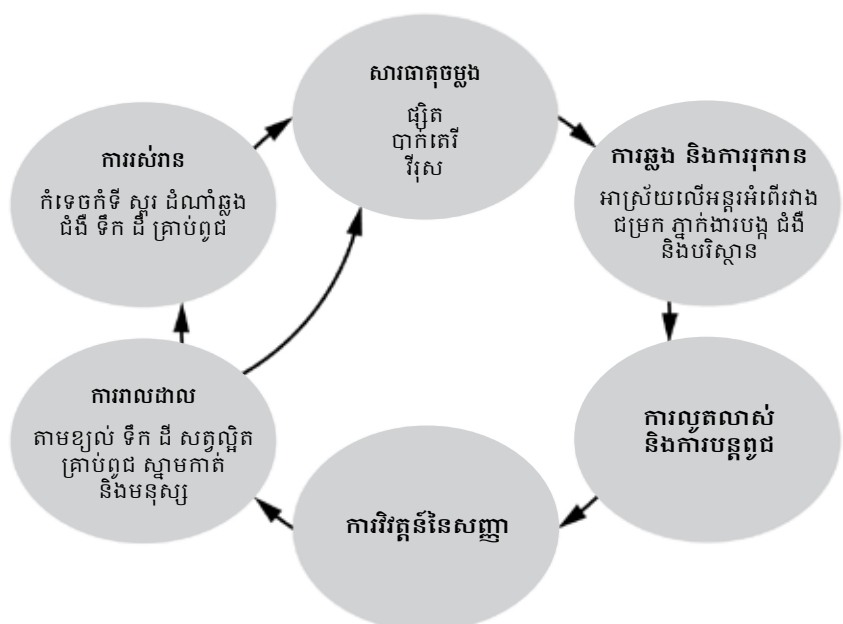 សារធាតុចម្លង
ផ្សិត
បាក់តេរី
វីរុស
ការឆ្លង និងការរុករាន
អាស្រ័យលើអន្តរអំពើរវាង
ជម្រក ភ្នាក់ងារបង្ក ជំងឺ
និងបរិស្ថាន
ការលូតលាស់
និងការបន្តពូជ
ការវិវត្តន៍នៃសញ្ញា
ការរាលដាល
តាមខ្យល់ ទឹក ដី សត្វល្អិត
គ្រាប់ពូជ ស្នាមកាត់
និងមនុស្ស
ការរស់រាន
កំទេចកំទី ស្ពរ ដំណាំឆ្លង
ជំងឺ ទឹក ដី គ្រាប់ពូជ